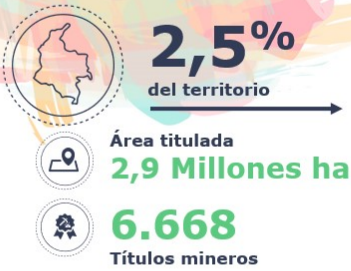 2,5%
del territorio
Área titulada
2,9 Millones ha
6.668
Títulos mineros